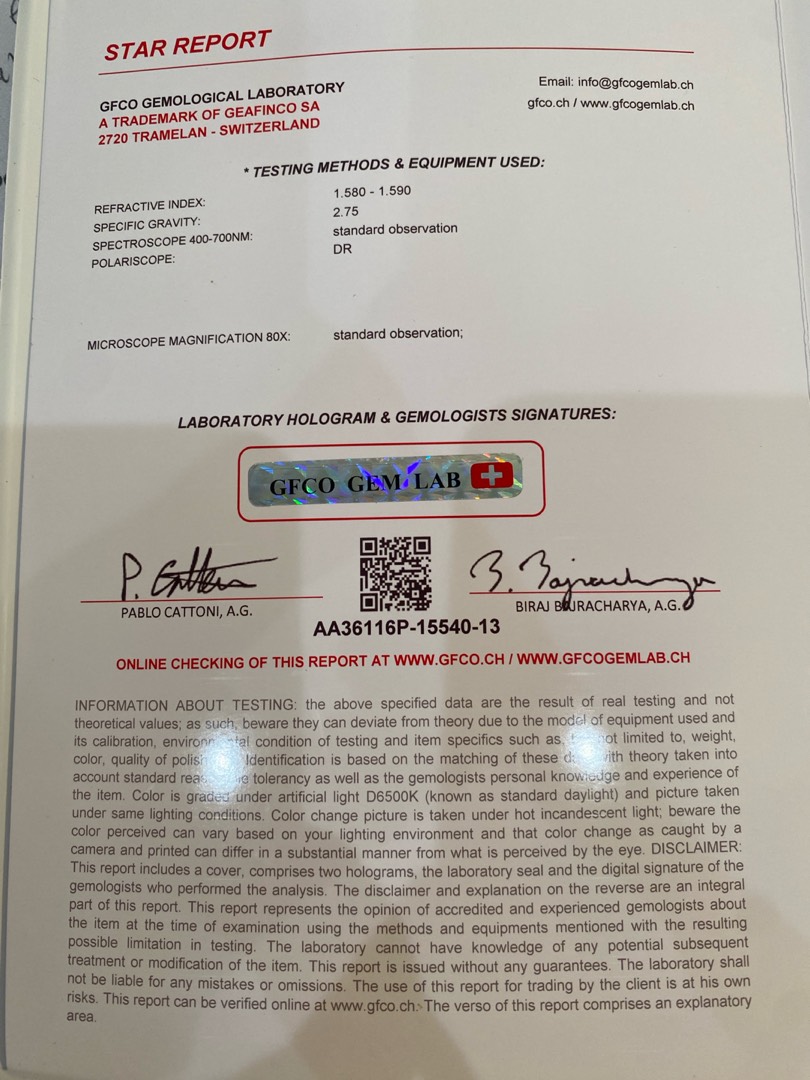 STAR REPORT
GFCO GEMOLOGICAL LABORATORY
A TRADEMARK OF GEAFINCO SA
2720 TRAMELAN - SWITZERLAND
Email: info@gfcogemlab.ch
gfco.ch / www.gfcogemlab.ch
* TESTING METHODS & EQUIPMENT USED:
REFRACTIVE INDEX: 1.580 - 1.590
SPECIFIC GRAVITY: 2.75
SPECTROSCOPE 400-700NM: standard observation
POLARISCOPE: DR
MICROSCOPE MAGNIFICATION 80X: standard observation;
LABORATORY HOLOGRAM & GEMOLOGISTS SIGNATURES:
GFCO GEM LAB
P. Cattoni
B. Bajracharya
PABLO CATTONI, A.G.
BIRAJ BAJRACHARYA, A.G.
AA36116P-15540-13
ONLINE CHECKING OF THIS REPORT AT WWW.GFCO.CH / WWW.GFCOGEMLAB.CH
INFORMATION ABOUT TESTING: the above specified data are the result of real testing and not
theoretical values; as such, beware they can deviate from theory due to the model of equipment used and
its calibration, condition of testing and item specifics such as, not limited to, weight,
color, quality of Identification is based on the matching of these with theory taken into
account standard tolerancy as well as the gemologists personal knowledge and experience of
the item. Color is graded under artificial light D6500K (known as standard daylight) and picture taken
under same lighting conditions. Color change picture is taken under hot incandescent light; beware the
color perceived can vary based on your lighting environment and that color change as caught by a
camera and printed can differ in a substantial manner from what is perceived by the eye. DISCLAIMER:
This report includes a cover, comprises two holograms, the laboratory seal and the digital signature of the
gemologists who performed the analysis. The disclaimer and explanation on the reverse are an integral
part of this report. This report represents the opinion of accredited and experienced gemologists about
the item at the time of examination using the methods and equipments mentioned with the resulting
possible limitation in testing. The laboratory cannot have knowledge of any potential subsequent
treatment or modification of the item. This report is issued without any guarantees. The laboratory shall
not be liable for any mistakes or omissions. The use of this report for trading by the client is at his own
risks. This report can be verified online at www.gfco.ch. The verso of this report comprises an explanatory
area.